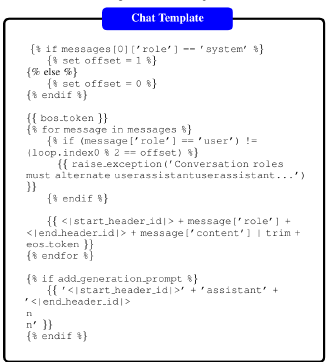 Chat Template
{% if messages[0]['role'] == 'system' %}
{% set offset = 1 %}
{% else %}
{% set offset = 0 %}
{% endif %}
{{ bos_token }}
{% for message in messages %}
{% if (message['role'] == 'user') !=
(loop.index0 % 2 == offset) %}
{{ raise_exception('Conversation roles
must alternate userassistantuserassistant...')
}}
{% endif %}
{{ <|start_header_id|> + message['role'] +
<|end_header_id|> + message['content'] | trim +
eos_token }}
{% endfor %}
{% if add_generation_prompt %}
{{ '<|start_header_id|>' + 'assistant' +
'<|end_header_id|>
n
n' }}
{% endif %}